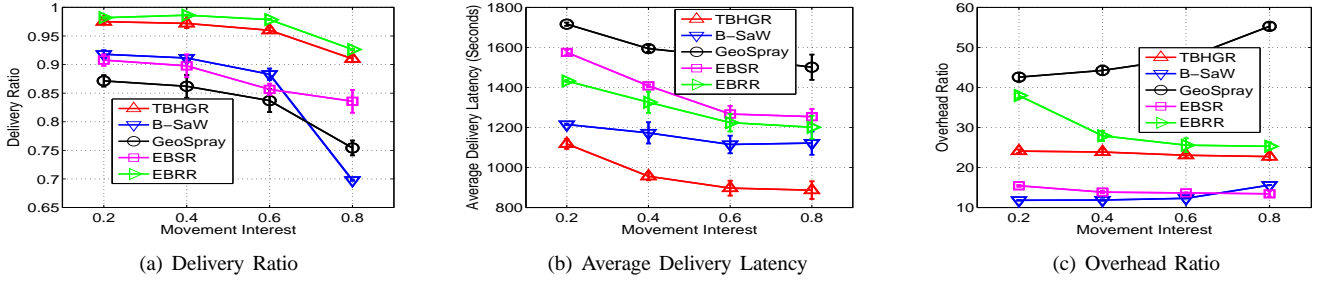 1
0.95
0.9
0.85
0.8
0.75
0.7
0.65
0.2
0.4
0.6
0.8
Delivery Ratio
Movement Interest
TBHGR
B−SaW
GeoSpray
EBSR
EBRR
(a) Delivery Ratio
1800
1600
1400
1200
1000
800
0.2
0.4
0.6
0.8
Average Delivery Latency (Seconds)
Movement Interest
TBHGR
B−SaW
GeoSpray
EBSR
EBRR
(b) Average Delivery Latency
60
50
40
30
20
10
0.2
0.4
0.6
0.8
Overhead Ratio
Movement Interest
TBHGR
B−SaW
GeoSpray
EBSR
EBRR
(c) Overhead Ratio